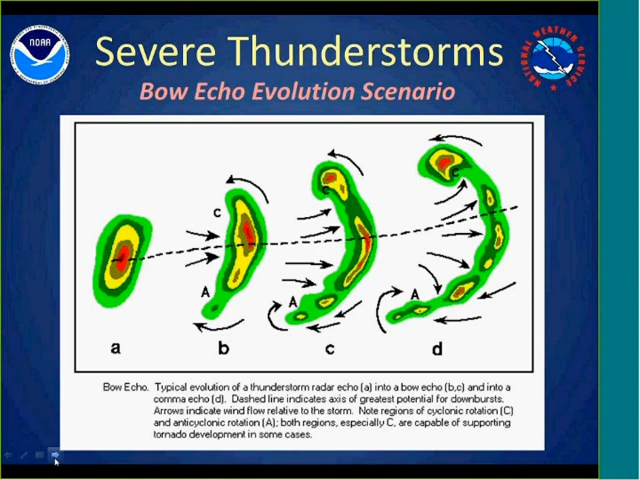 NOAA
Severe Thunderstorms
NATIONAL WEATHER SERVICE
Bow Echo Evolution Scenario
C
A
C
A
C
A
a b c d
Bow Echo. Typical evolution of a thunderstorm radar echo (a) into a bow echo (b,c) and into a
comma echo (d). Dashed line indicates axis of greatest potential for downbursts.
Arrows indicate wind flow relative to the storm. Note regions of cyclonic rotation (C)
and anticyclonic rotation (A); both regions, especially C, are capable of supporting
tornado development in some cases.